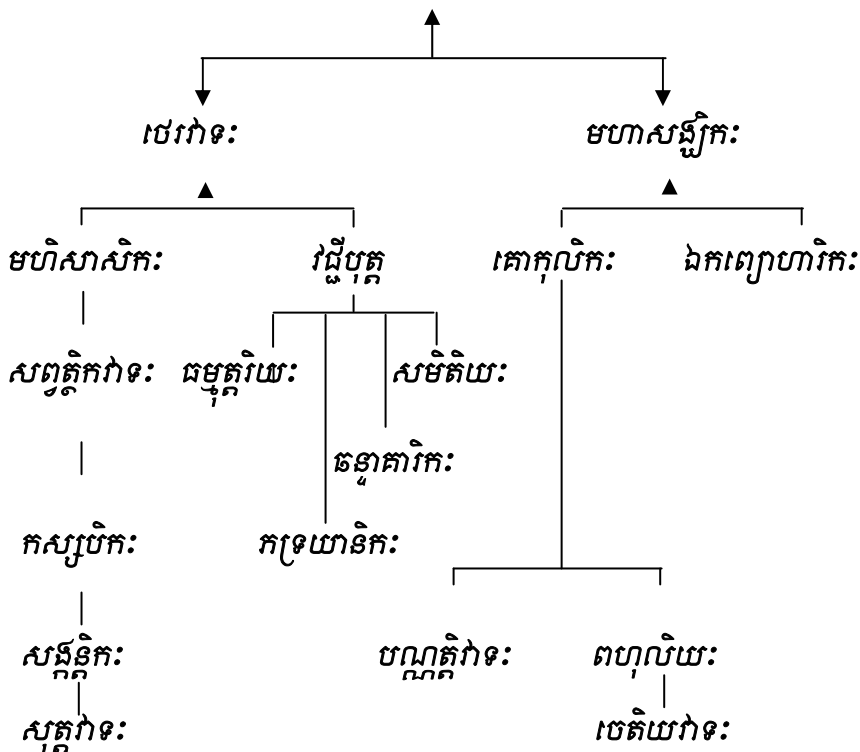 ថេរវាទៈ មហាសង្ឃិកៈ
មហិសាសិកៈ វជ្ជីបុត្ត គោកុលិកៈ ឯកព្យោហារិកៈ
សព្វត្ថិកវាទៈ ធម្មុត្តរិយៈ សមិតិយៈ
ឆន្ទាគារិកៈ
កស្សបិកៈ ភទ្រយានិកៈ
សង្កន្តិកៈ បណ្ណត្តិវាទៈ ពហុលិយៈ
សុត្តវាទៈ ចេតិយវាទៈ